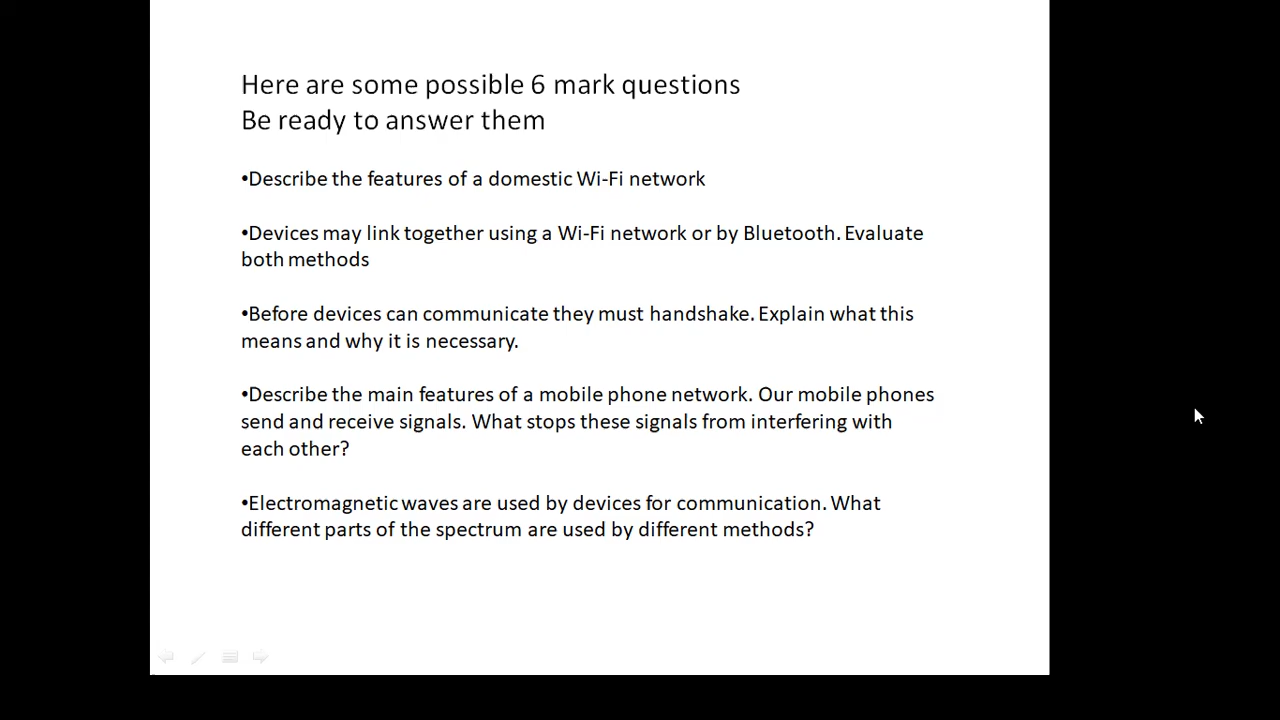 Here are some possible 6 mark questions
Be ready to answer them
•Describe the features of a domestic Wi-Fi network
•Devices may link together using a Wi-Fi network or by Bluetooth. Evaluate
both methods
•Before devices can communicate they must handshake. Explain what this
means and why it is necessary.
•Describe the main features of a mobile phone network. Our mobile phones
send and receive signals. What stops these signals from interfering with
each other?
•Electromagnetic waves are used by devices for communication. What
different parts of the spectrum are used by different methods?